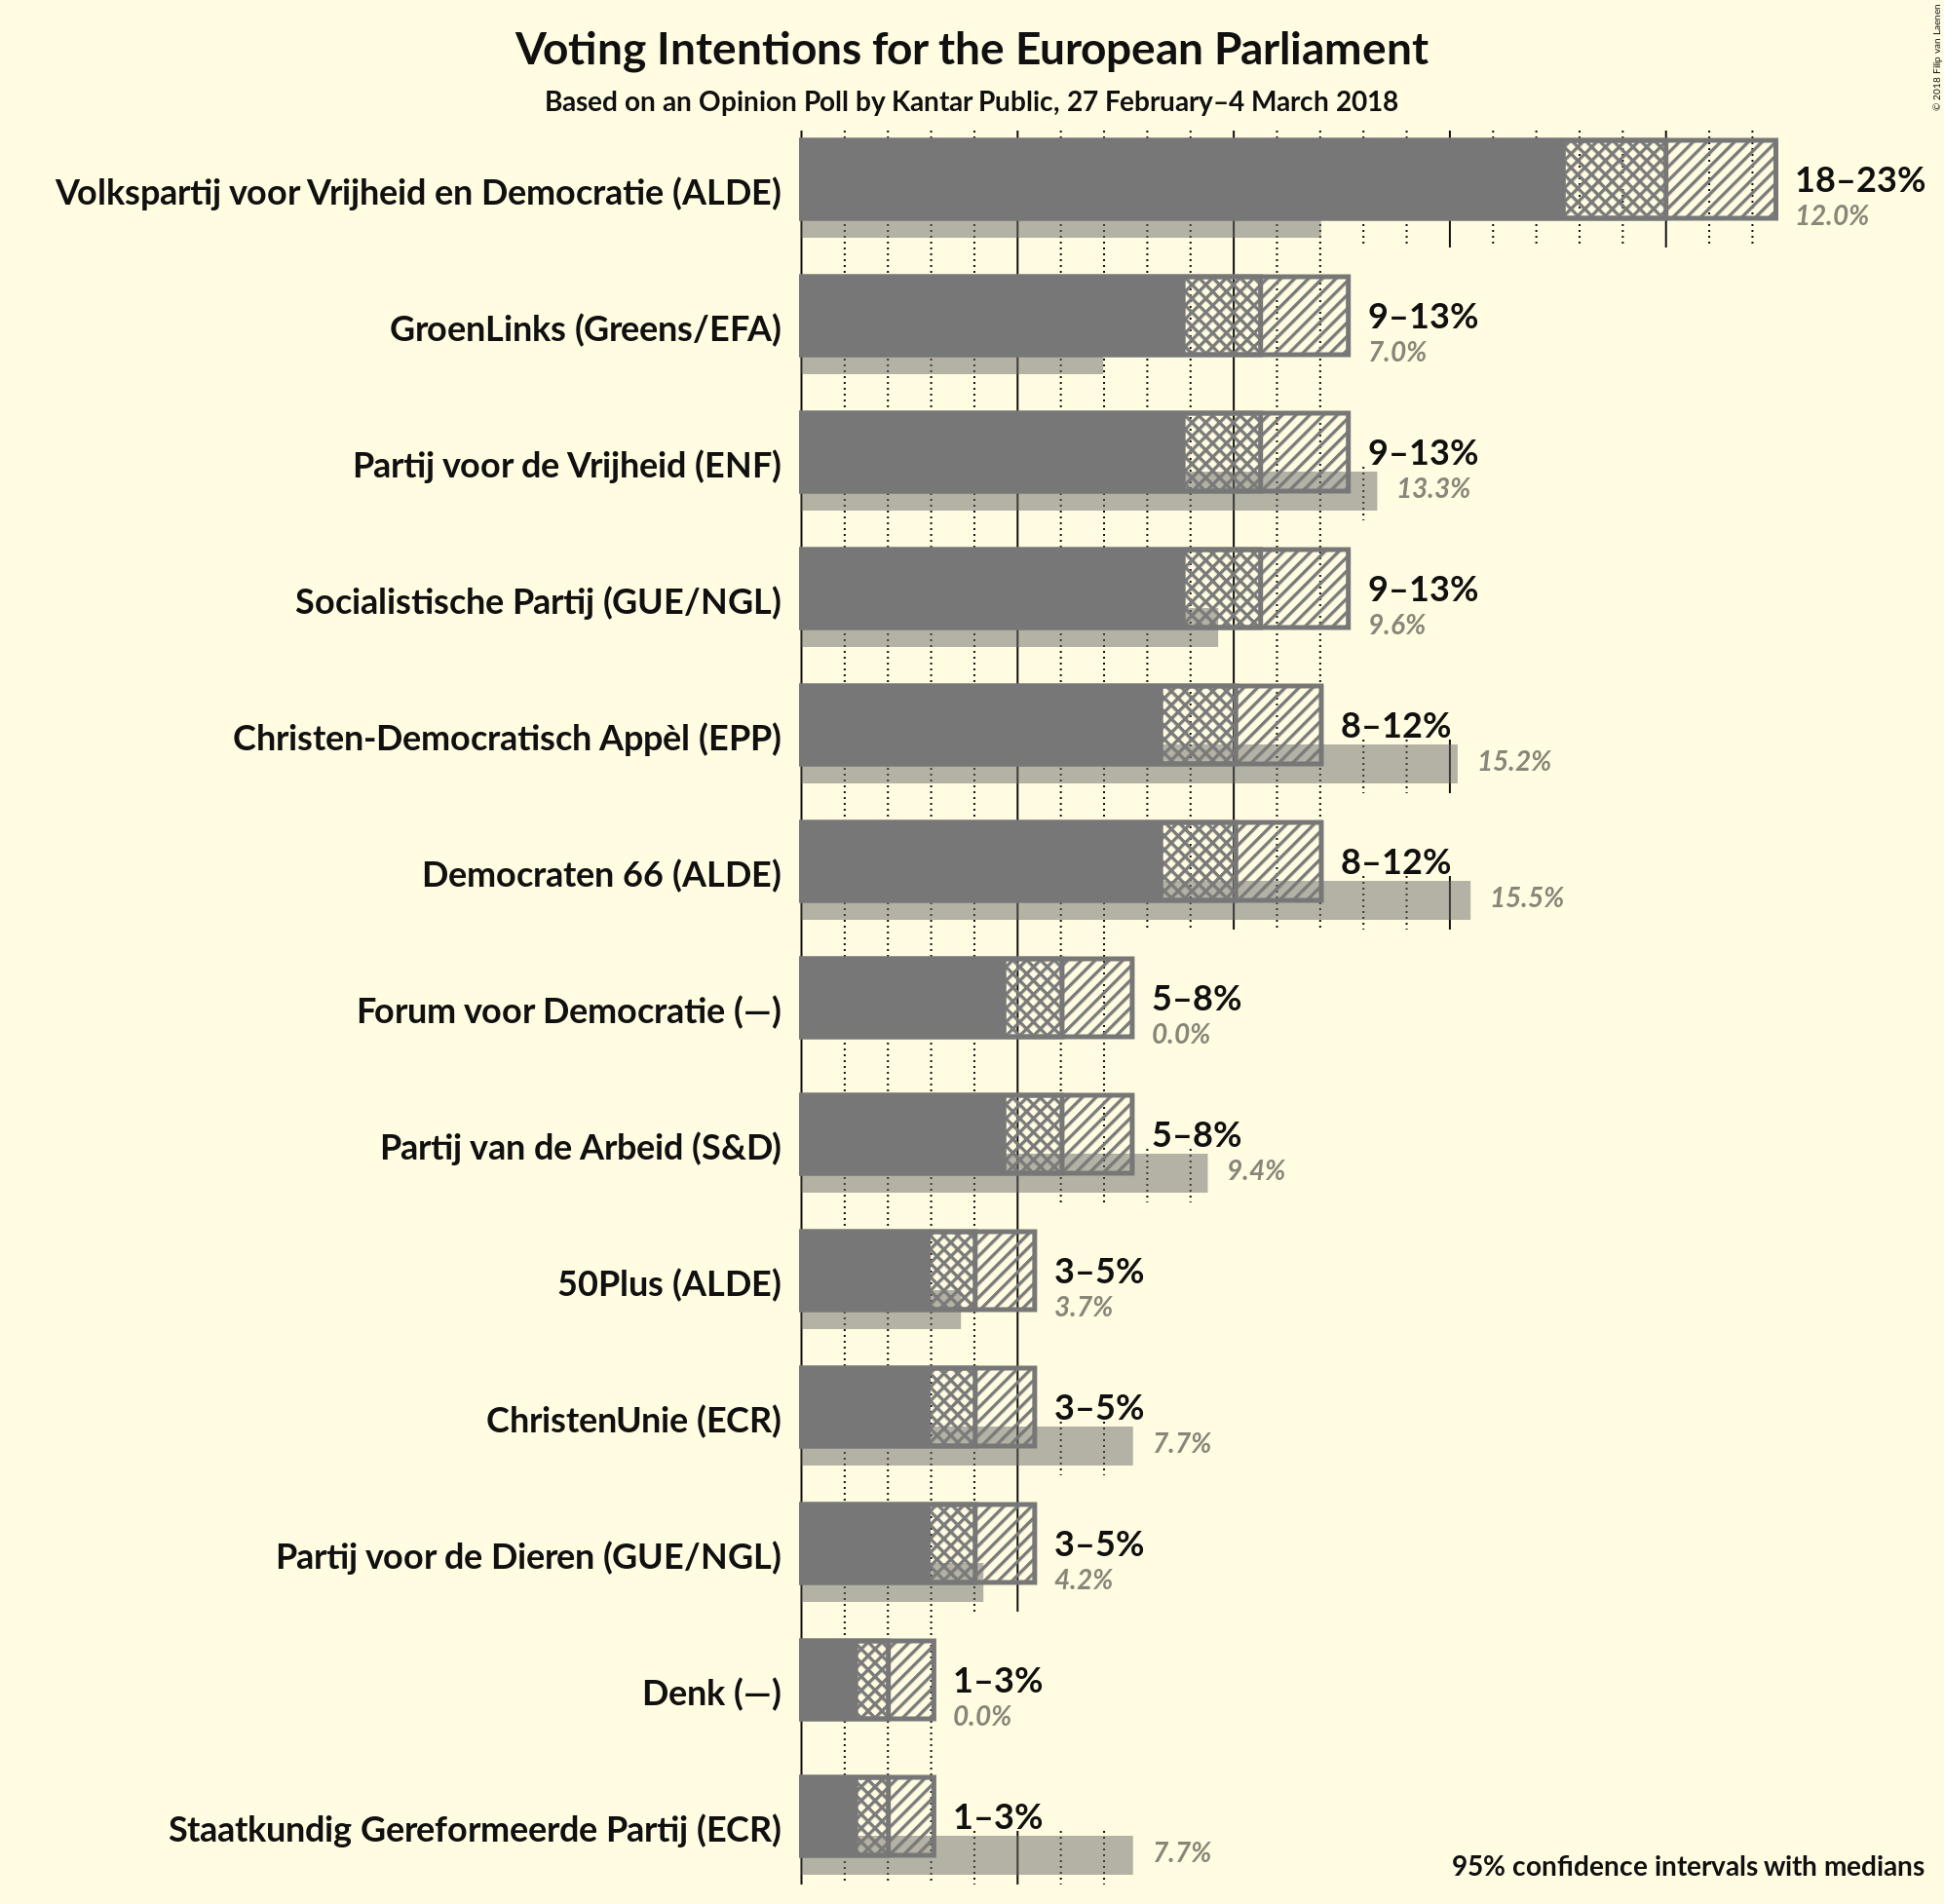 Voting Intentions for the European Parliament
Based on an Opinion Poll by Kantar Public, 27 February–4 March 2018
© 2018 Filip van Laenen
Volkspartij voor Vrijheid en Democratie (ALDE)
18–23%
12.0%
GroenLinks (Greens/EFA)
9–13%
7.0%
Partij voor de Vrijheid (ENF)
9–13%
13.3%
Socialistische Partij (GUE/NGL)
9–13%
9.6%
Christen-Democratisch Appèl (EPP)
8–12%
15.2%
Democraten 66 (ALDE)
8–12%
15.5%
Forum voor Democratie (—)
5–8%
0.0%
Partij van de Arbeid (S&D)
5–8%
9.4%
50Plus (ALDE)
3–5%
3.7%
ChristenUnie (ECR)
3–5%
7.7%
Partij voor de Dieren (GUE/NGL)
3–5%
4.2%
Denk (—)
1–3%
0.0%
Staatkundig Gereformeerde Partij (ECR)
1–3%
7.7%
95% confidence intervals with medians